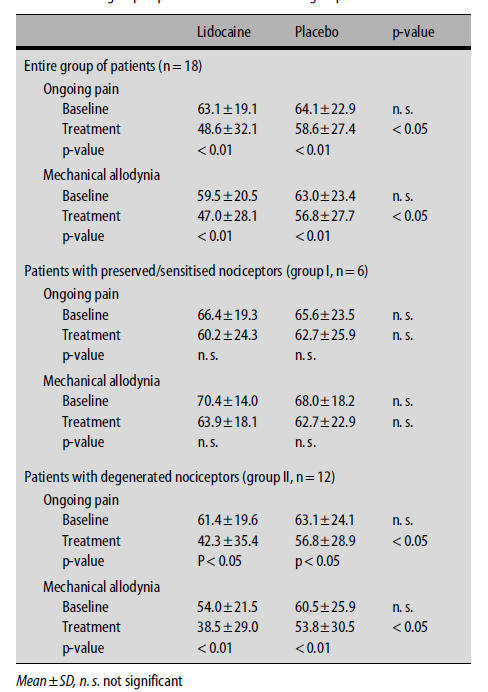 Lidocaine Placebo p-value
Entire group of patients (n = 18)
Ongoing pain
Baseline 63.1 ± 19.1 64.1 ± 22.9 n. s.
Treatment 48.6 ± 32.1 58.6 ± 27.4 < 0.05
p-value < 0.01 < 0.01
Mechanical allodynia
Baseline 59.5 ± 20.5 63.0 ± 23.4 n. s.
Treatment 47.0 ± 28.1 56.8 ± 27.7 < 0.05
p-value < 0.01 < 0.01
Patients with preserved/sensitised nociceptors (group I, n = 6)
Ongoing pain
Baseline 66.4 ± 19.3 65.6 ± 23.5 n. s.
Treatment 60.2 ± 24.3 62.7 ± 25.9 n. s.
p-value n. s. n. s.
Mechanical allodynia
Baseline 70.4 ± 14.0 68.0 ± 18.2 n. s.
Treatment 63.9 ± 18.1 62.7 ± 22.9 n. s.
p-value n. s. n. s.
Patients with degenerated nociceptors (group II, n = 12)
Ongoing pain
Baseline 61.4 ± 19.6 63.1 ± 24.1 n. s.
Treatment 42.3 ± 35.4 56.8 ± 28.9 < 0.05
p-value P < 0.05 p < 0.05
Mechanical allodynia
Baseline 54.0 ± 21.5 60.5 ± 25.9 n. s.
Treatment 38.5 ± 29.0 53.8 ± 30.5 < 0.05
p-value < 0.01 < 0.01
Mean ± SD, n. s. not significant